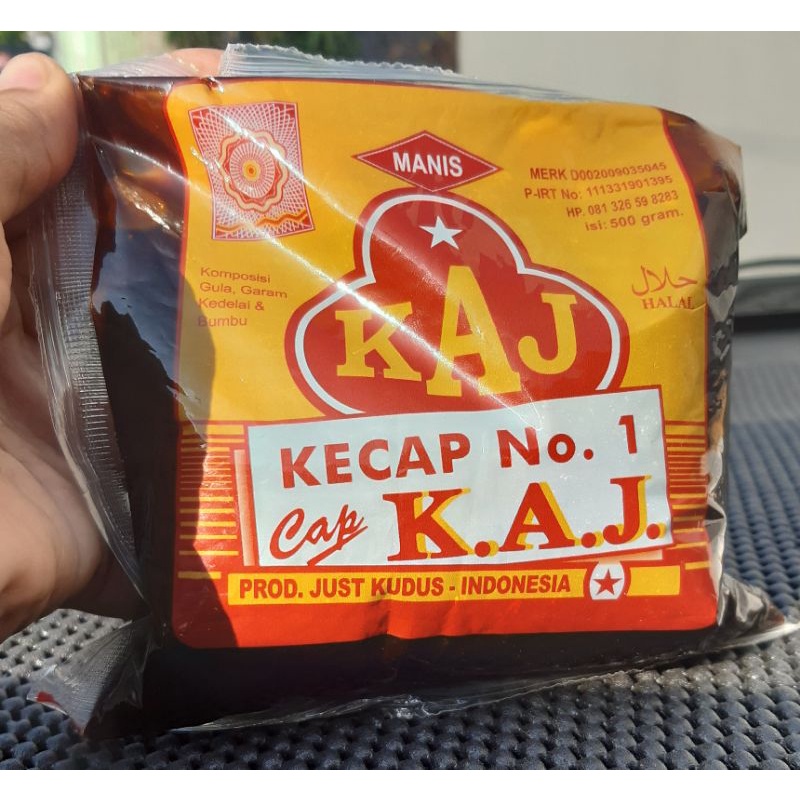 MANIS
MERK D002009035045
P-IRT No: 111331901395
HP. 081 326 59 8283
isi: 500 gram.
Komposisi
Gula, Garam
Kedelai &
Bumbu
حلال
HALAL
KAJ
KECAP No. 1
Cap K.A.J.
PROD. JUST KUDUS - INDONESIA